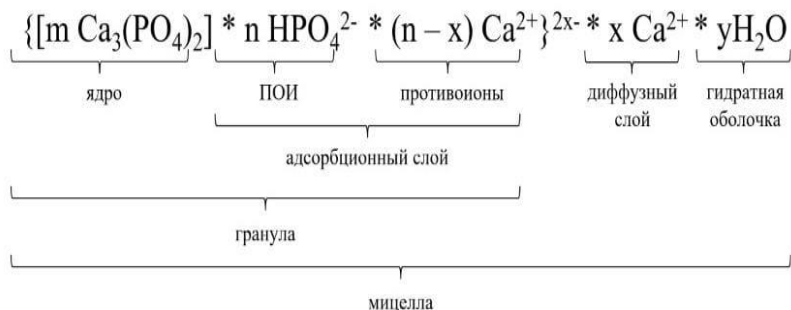 {[m Ca₃(PO₄)₂] * n HPO₄²⁻ * (n – x) Ca²⁺}²ˣ⁻ * x Ca²⁺ * yH₂O
ядро ПОИ противоионы диффузный слой гидратная оболочка
адсорбционный слой
гранула
мицелла